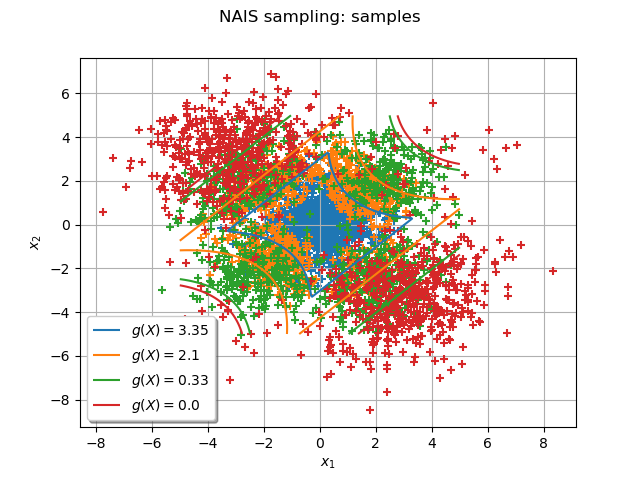 NAIS sampling: samples
6
4
2
0
−2
−4
−6
−8
x₂
g(X) = 3.35
g(X) = 2.1
g(X) = 0.33
g(X) = 0.0
−8 −6 −4 −2 0 2 4 6 8
x₁